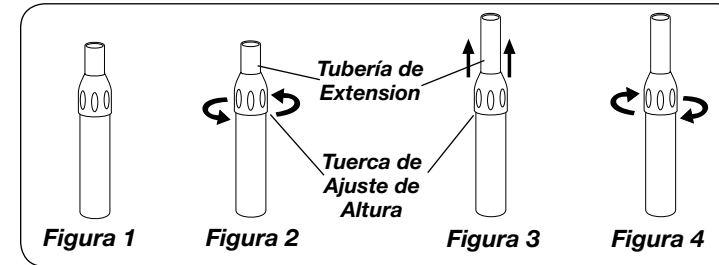 Tubería de
Extension
Tuerca de
Ajuste de
Altura
Figura 1
Figura 2
Figura 3
Figura 4